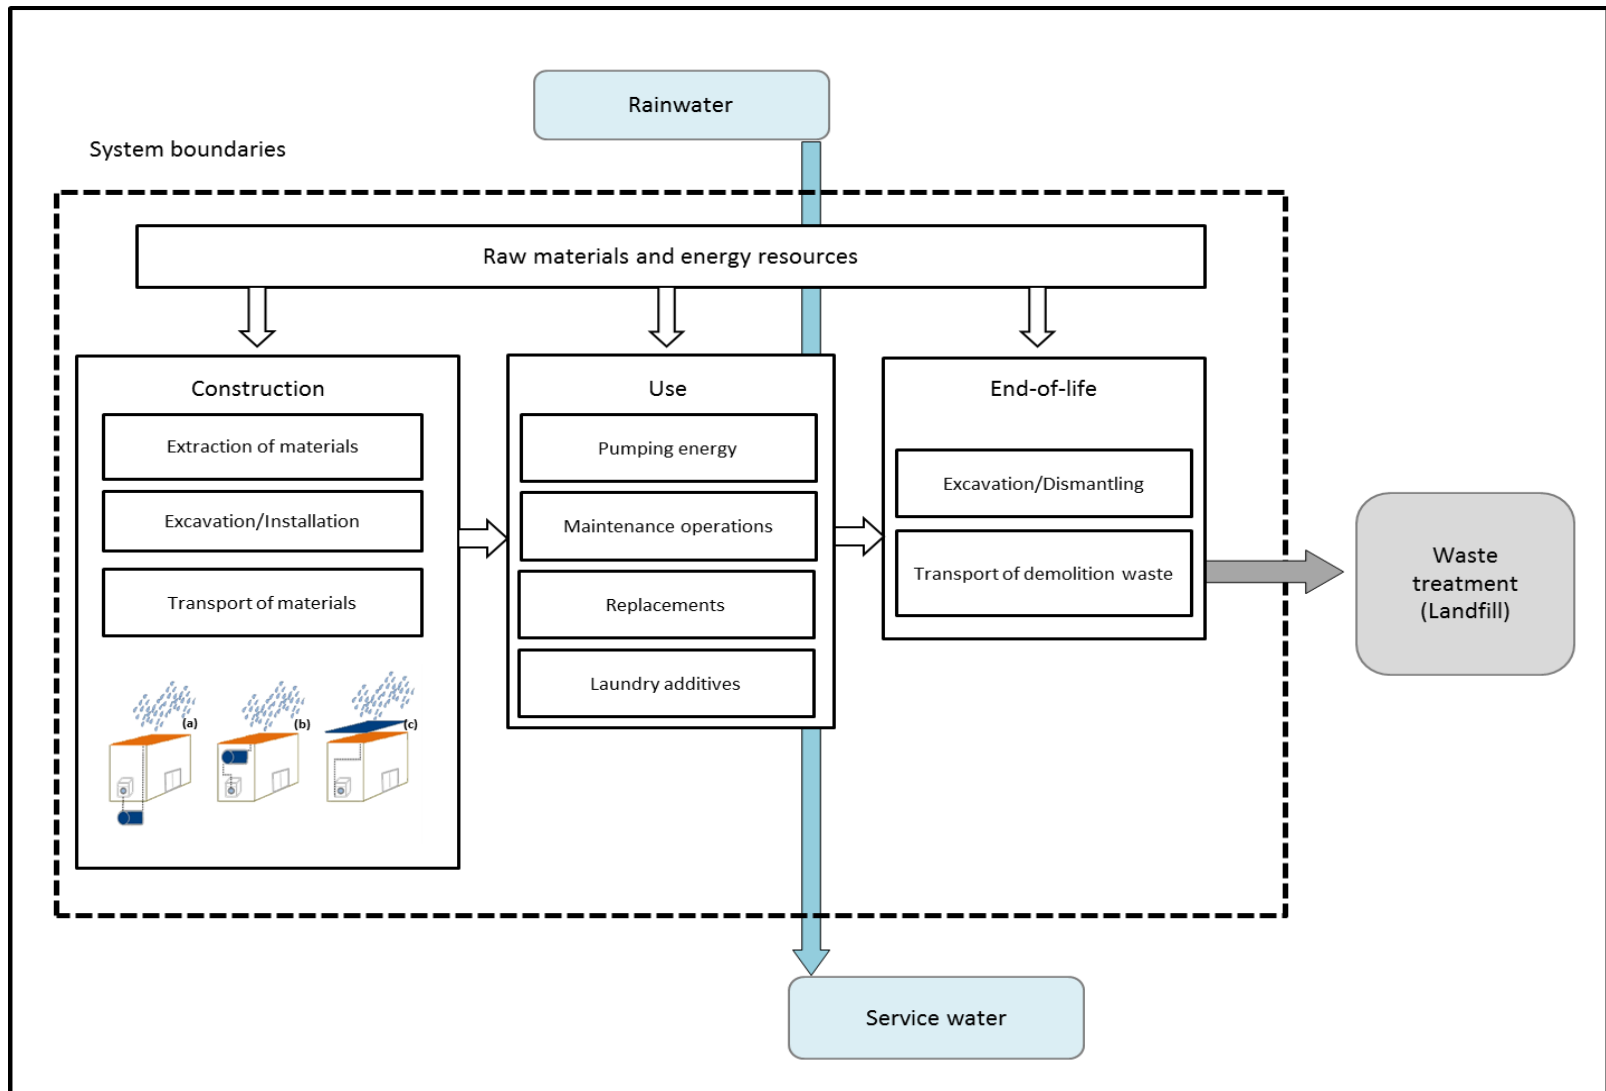 Rainwater
System boundaries
Raw materials and energy resources
Construction
Extraction of materials
Excavation/Installation
Transport of materials
(a)
(b)
(c)
Use
Pumping energy
Maintenance operations
Replacements
Laundry additives
End-of-life
Excavation/Dismantling
Transport of demolition waste
Waste
treatment
(Landfill)
Service water